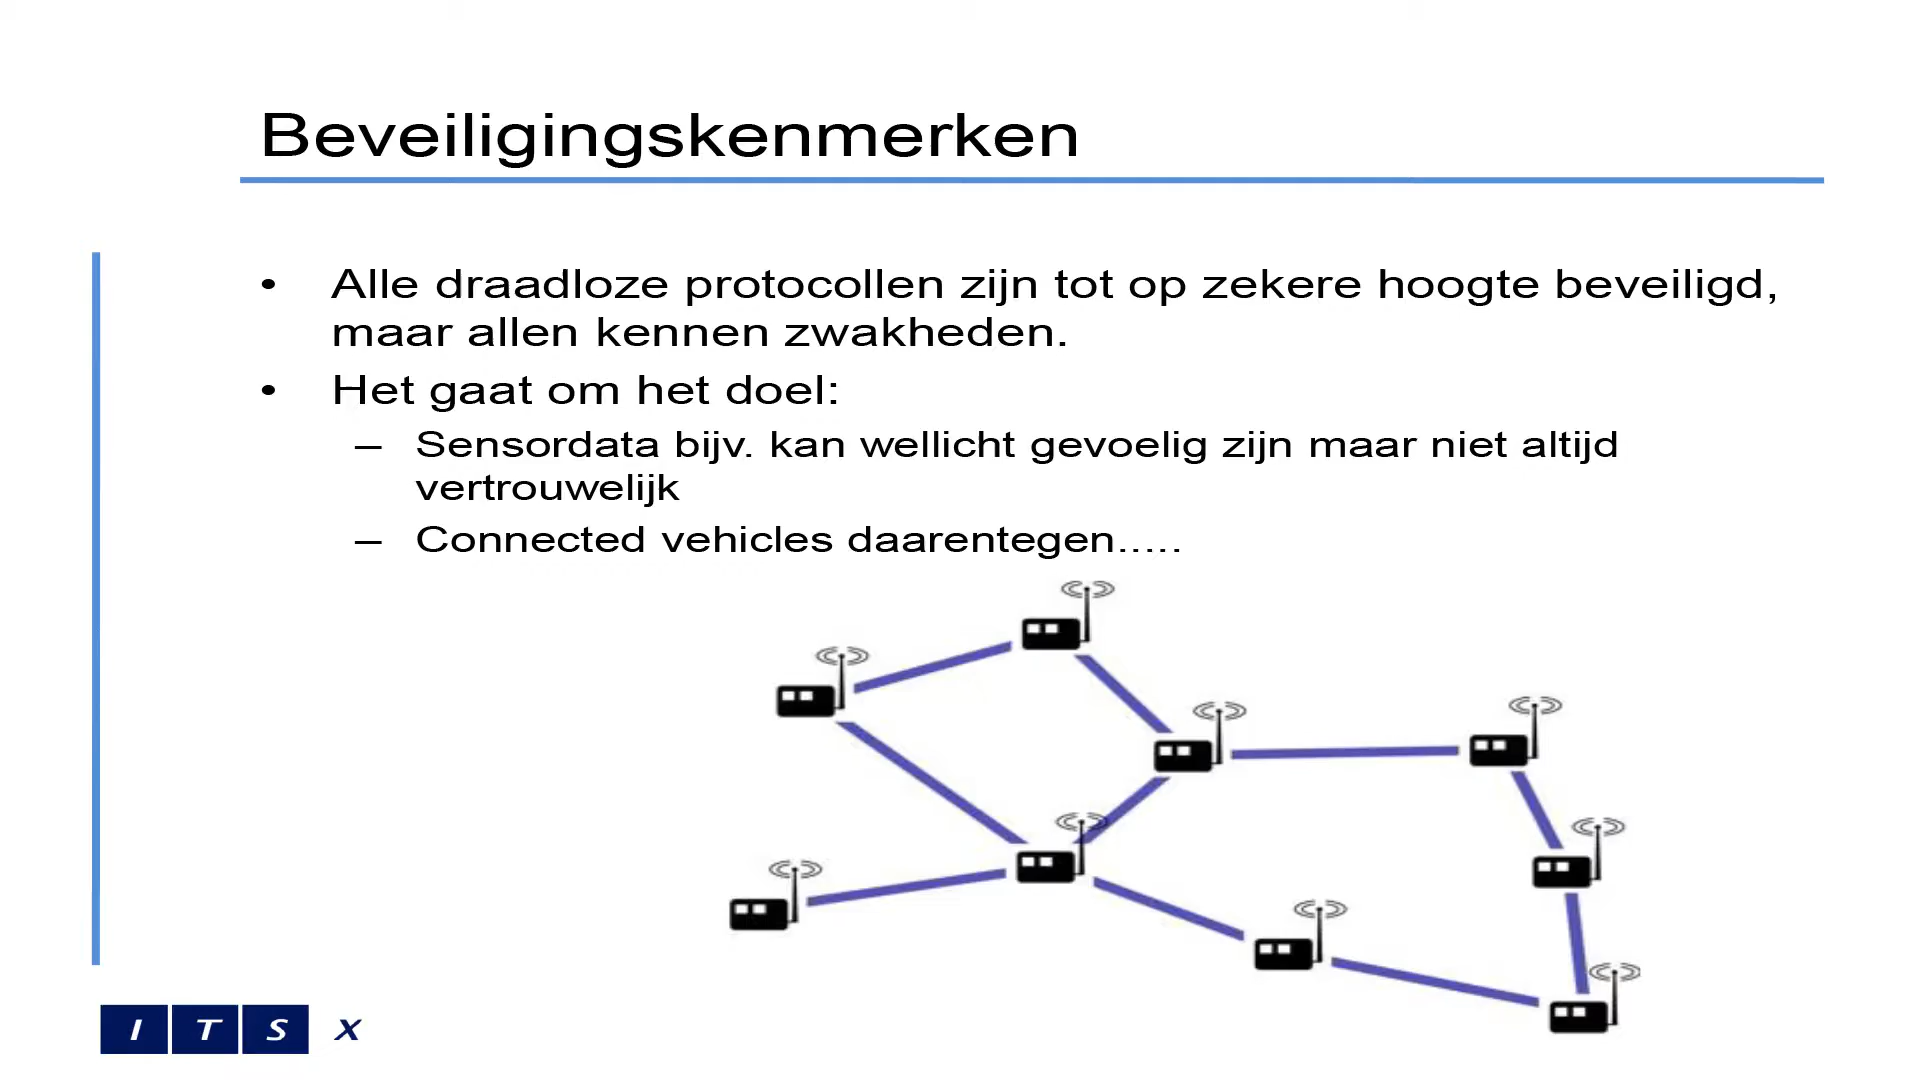 Beveiligingskenmerken
• Alle draadloze protocollen zijn tot op zekere hoogte beveiligd,
maar allen kennen zwakheden.
• Het gaat om het doel:
– Sensordata bijv. kan wellicht gevoelig zijn maar niet altijd
vertrouwelijk
– Connected vehicles daarentegen.....
ITS x